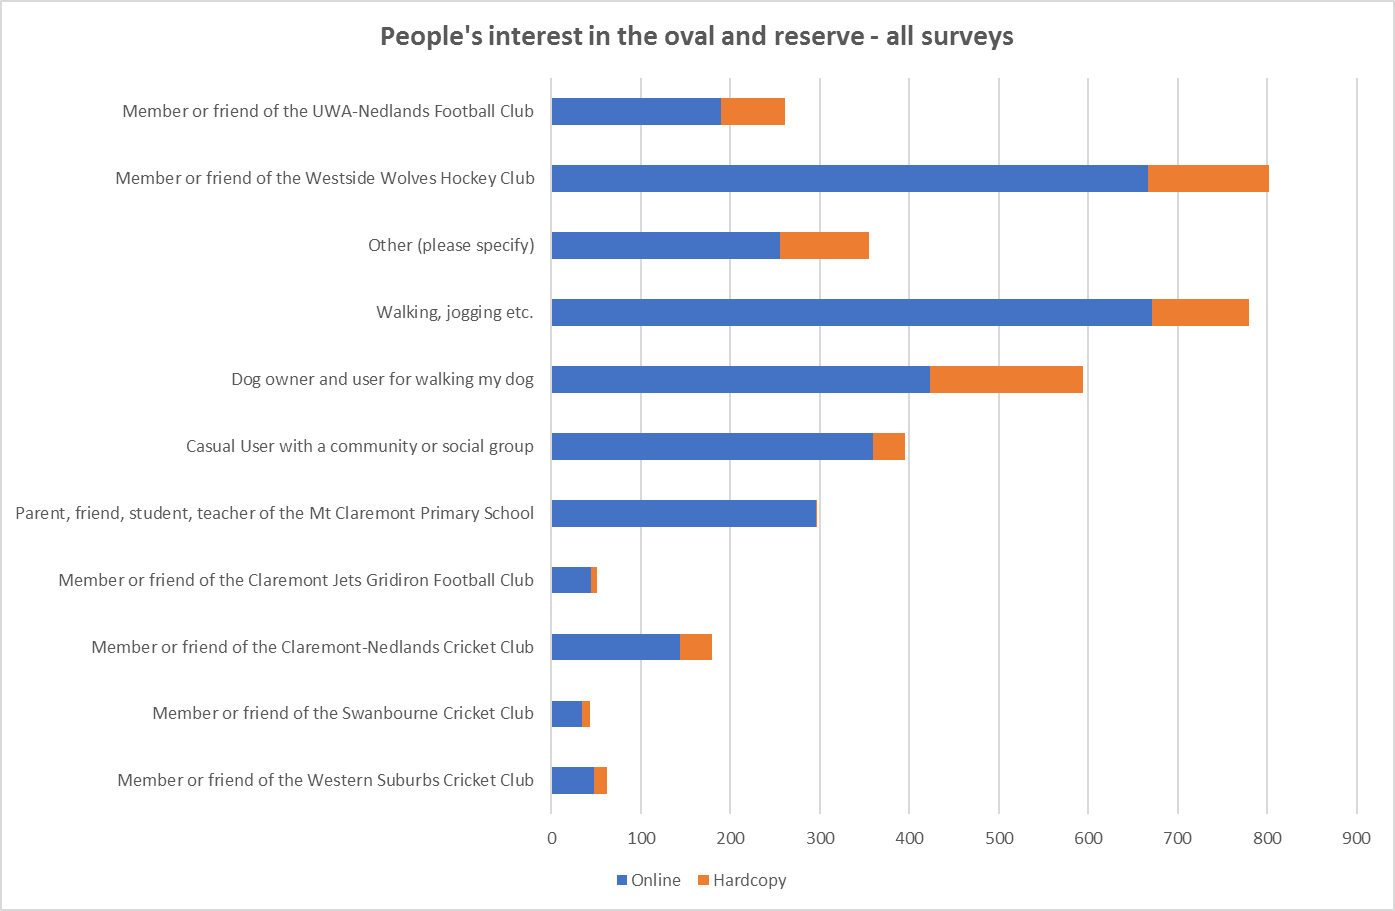 People's interest in the oval and reserve - all surveys
Member or friend of the UWA-Nedlands Football Club
Member or friend of the Westside Wolves Hockey Club
Other (please specify)
Walking, jogging etc.
Dog owner and user for walking my dog
Casual User with a community or social group
Parent, friend, student, teacher of the Mt Claremont Primary School
Member or friend of the Claremont Jets Gridiron Football Club
Member or friend of the Claremont-Nedlands Cricket Club
Member or friend of the Swanbourne Cricket Club
Member or friend of the Western Suburbs Cricket Club
0 100 200 300 400 500 600 700 800 900
Online Hardcopy